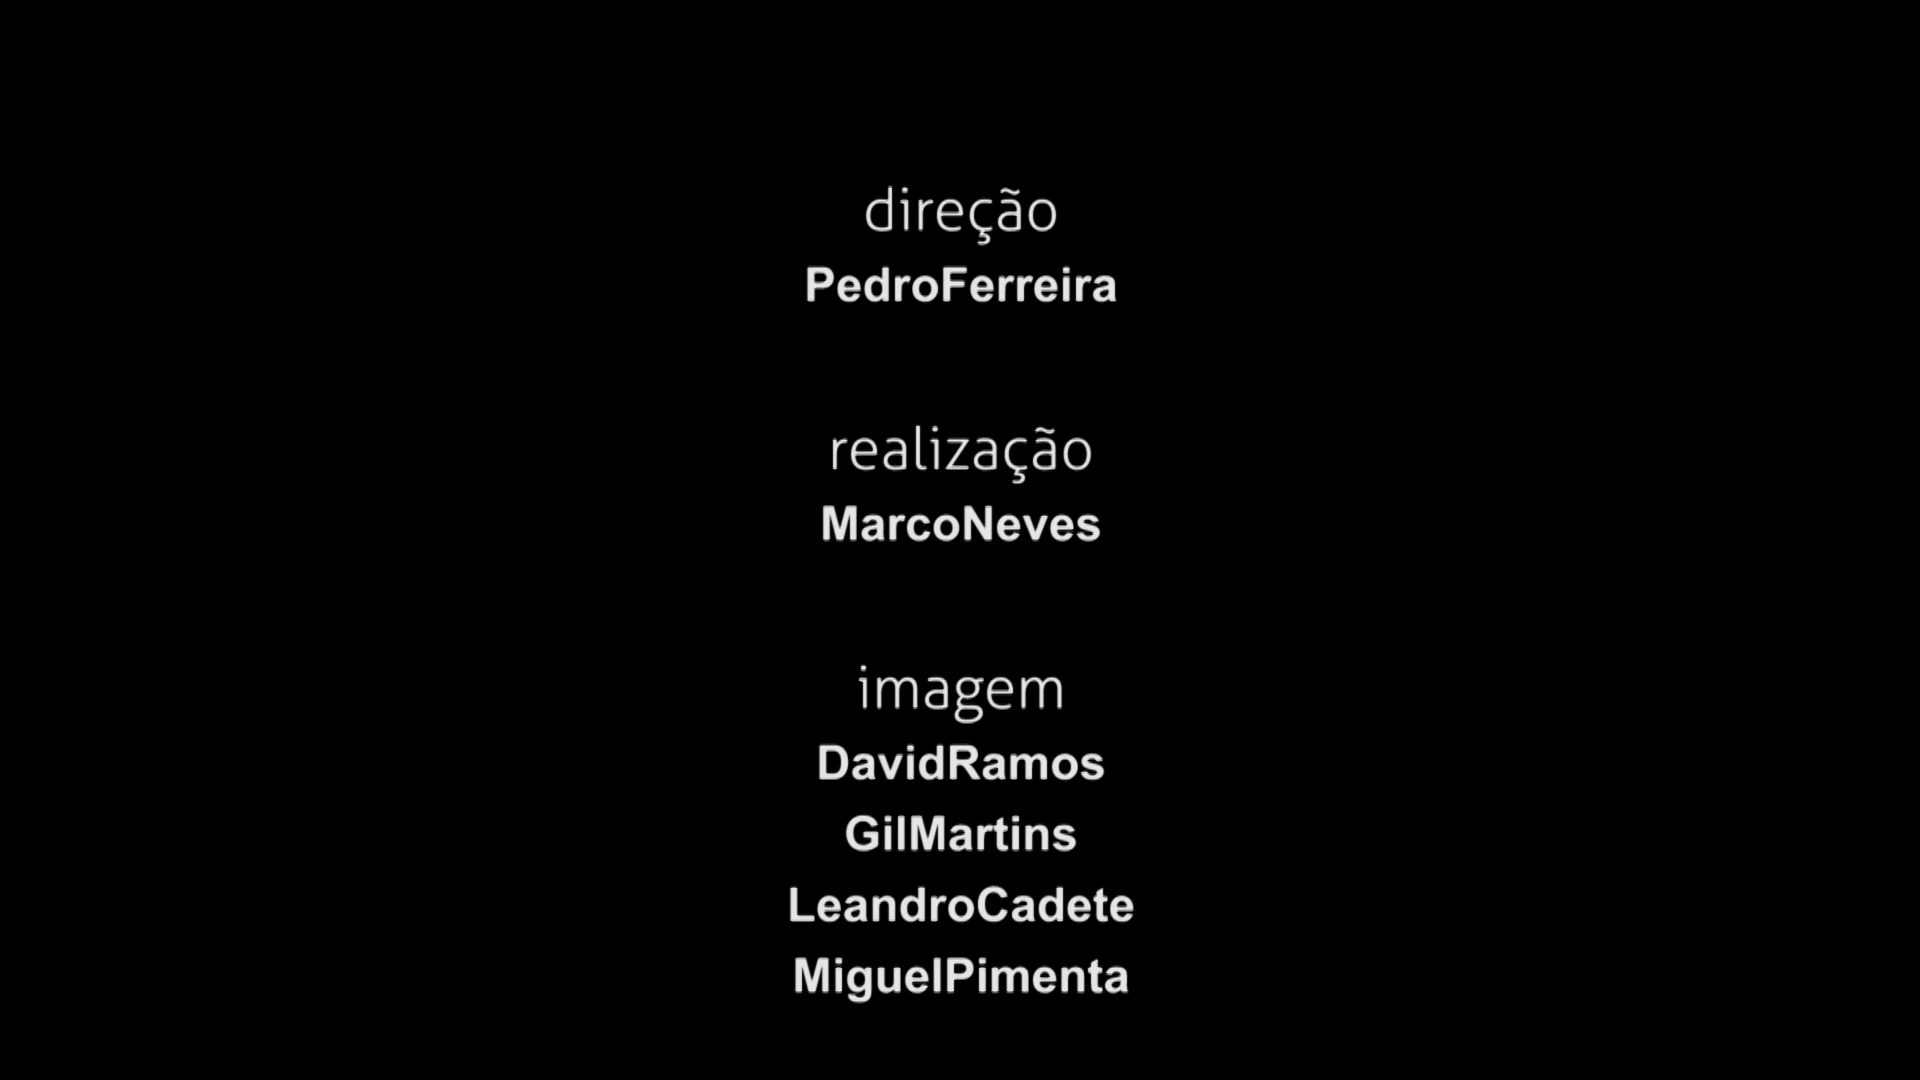 direção
PedroFerreira
realização
MarcoNeves
imagem
DavidRamos
GilMartins
LeandroCadete
MiguelPimenta